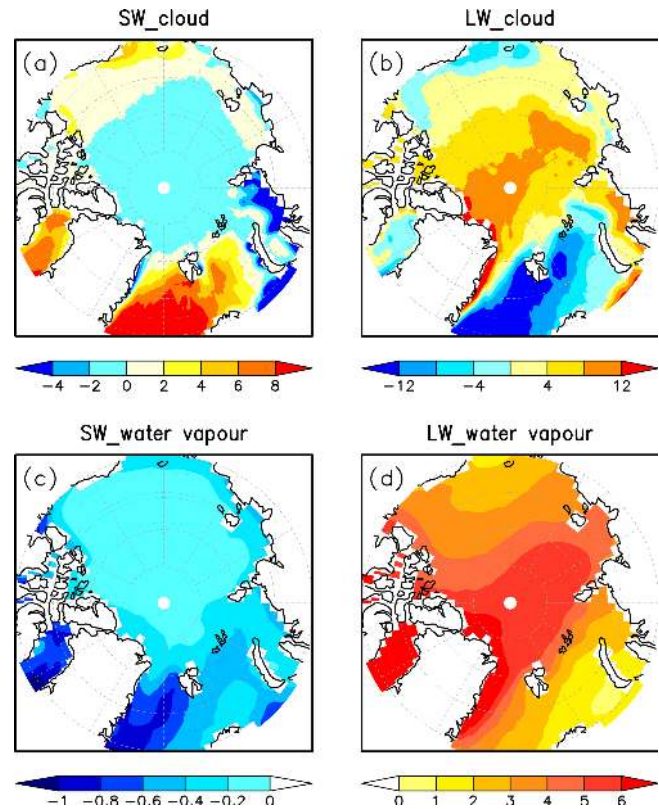 SW_cloud
LW_cloud
(a)
(b)
−4 −2 0 2 4 6 8
−12 −4 4 12
SW_water vapour
LW_water vapour
(c)
(d)
−1 −0.8 −0.6 −0.4 −0.2 0
0 1 2 3 4 5 6